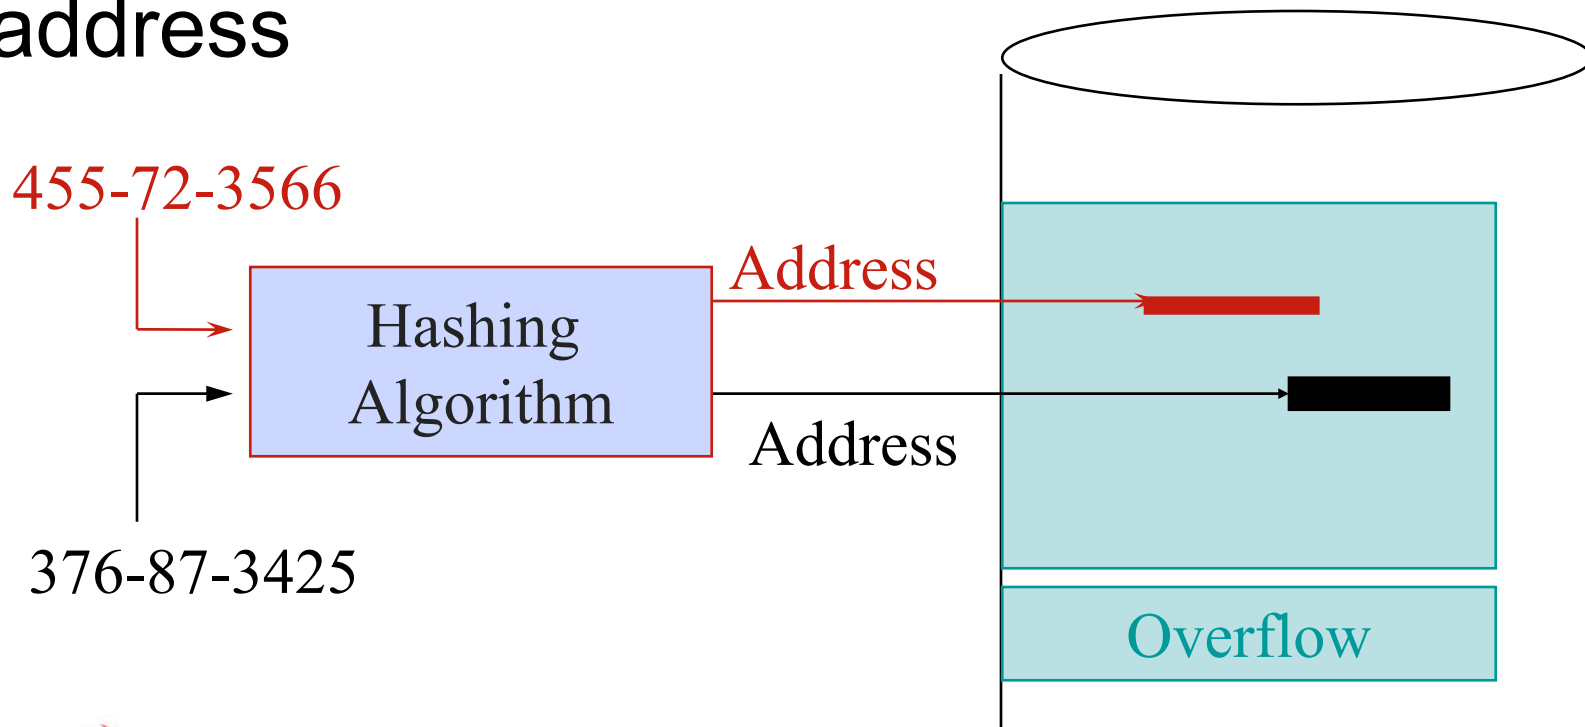 address
455-72-3566
Address
Hashing
Algorithm
Address
376-87-3425
Overflow